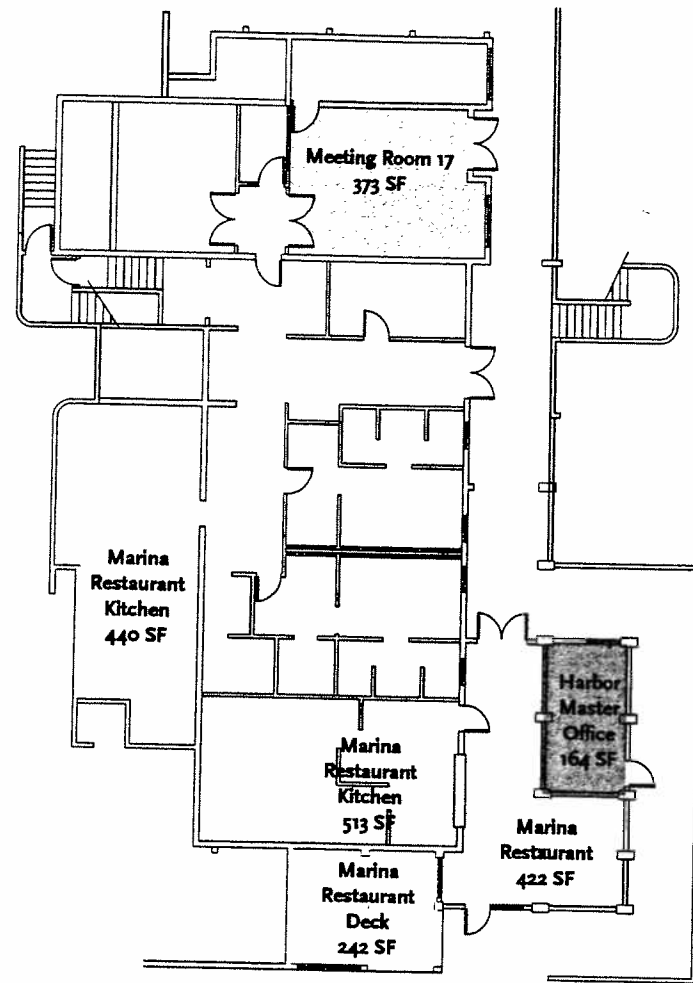 Meeting Room 17
373 SF
Marina
Restaurant
Kitchen
440 SF
Harbor
Master
Office
164 SF
Marina
Restaurant
Kitchen
513 SF
Marina
Restaurant
422 SF
Marina
Restaurant
Deck
242 SF